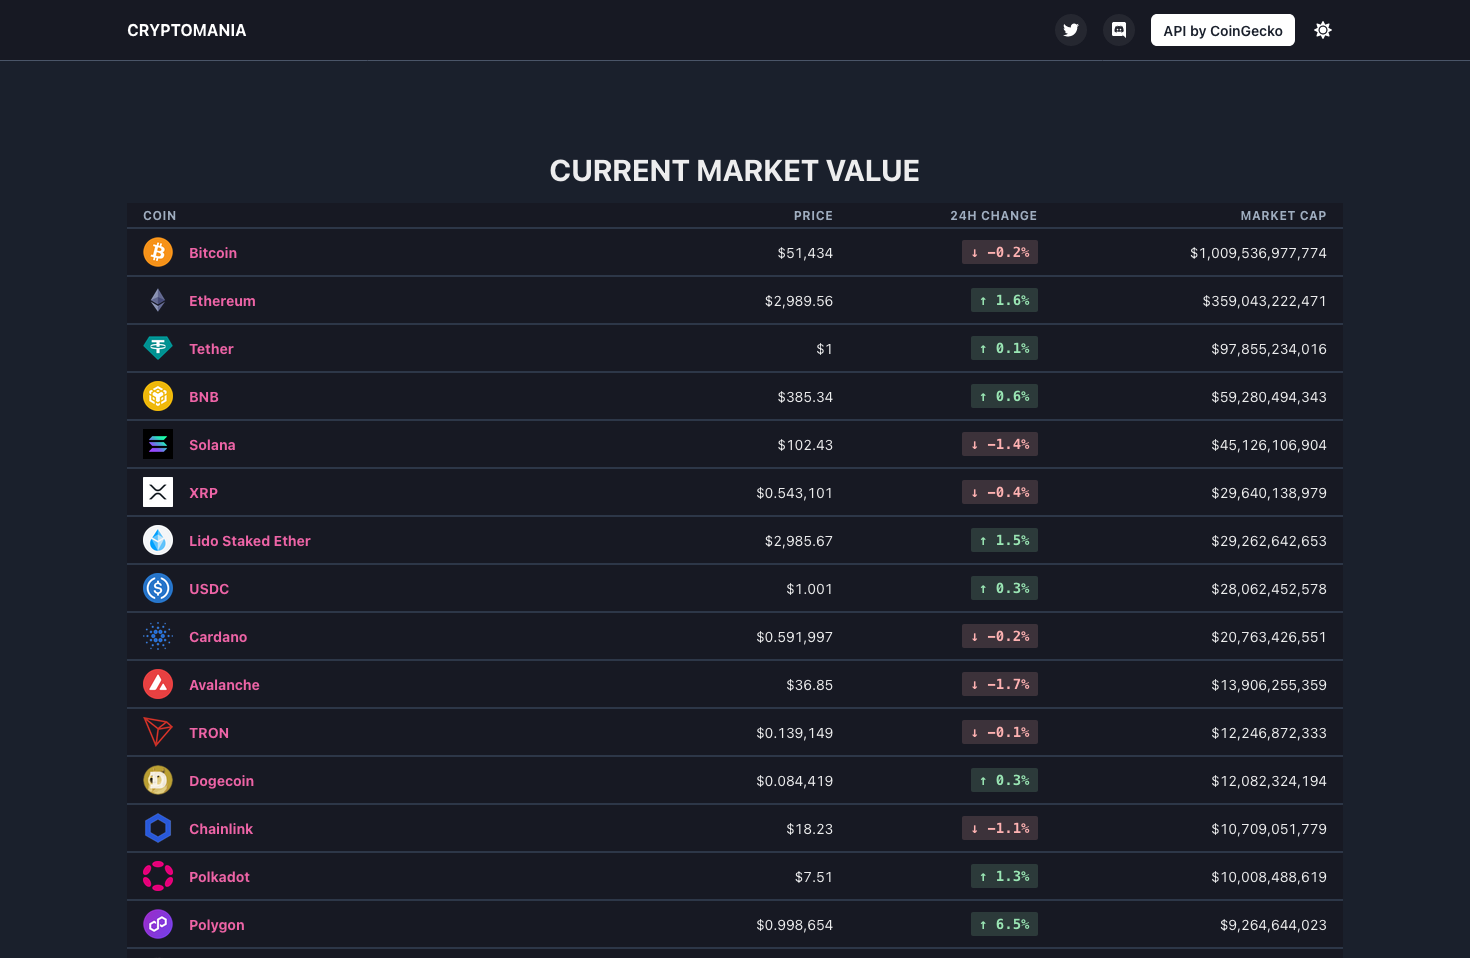 CRYPTOMANIA API by CoinGecko
CURRENT MARKET VALUE
COIN PRICE 24H CHANGE MARKET CAP
Bitcoin $51,434 ↓ −0.2% $1,009,536,977,774
Ethereum $2,989.56 ↑ 1.6% $359,043,222,471
Tether $1 ↑ 0.1% $97,855,234,016
BNB $385.34 ↑ 0.6% $59,280,494,343
Solana $102.43 ↓ −1.4% $45,126,106,904
XRP $0.543,101 ↓ −0.4% $29,640,138,979
Lido Staked Ether $2,985.67 ↑ 1.5% $29,262,642,653
USDC $1.001 ↑ 0.3% $28,062,452,578
Cardano $0.591,997 ↓ −0.2% $20,763,426,551
Avalanche $36.85 ↓ −1.7% $13,906,255,359
TRON $0.139,149 ↓ −0.1% $12,246,872,333
Dogecoin $0.084,419 ↑ 0.3% $12,082,324,194
Chainlink $18.23 ↓ −1.1% $10,709,051,779
Polkadot $7.51 ↑ 1.3% $10,008,488,619
Polygon $0.998,654 ↑ 6.5% $9,264,644,023